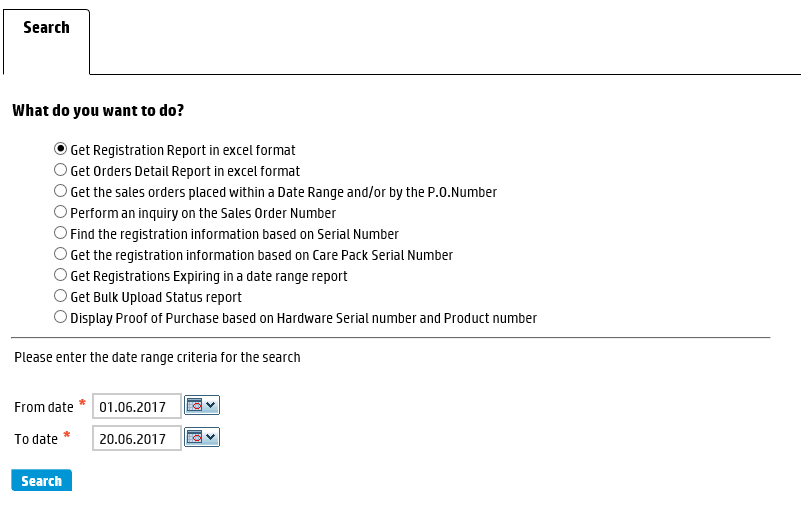 Search
What do you want to do?
Get Registration Report in excel format
Get Orders Detail Report in excel format
Get the sales orders placed within a Date Range and/or by the P.O.Number
Perform an inquiry on the Sales Order Number
Find the registration information based on Serial Number
Get the registration information based on Care Pack Serial Number
Get Registrations Expiring in a date range report
Get Bulk Upload Status report
Display Proof of Purchase based on Hardware Serial number and Product number
Please enter the date range criteria for the search
From date * 01.06.2017
To date * 20.06.2017
Search